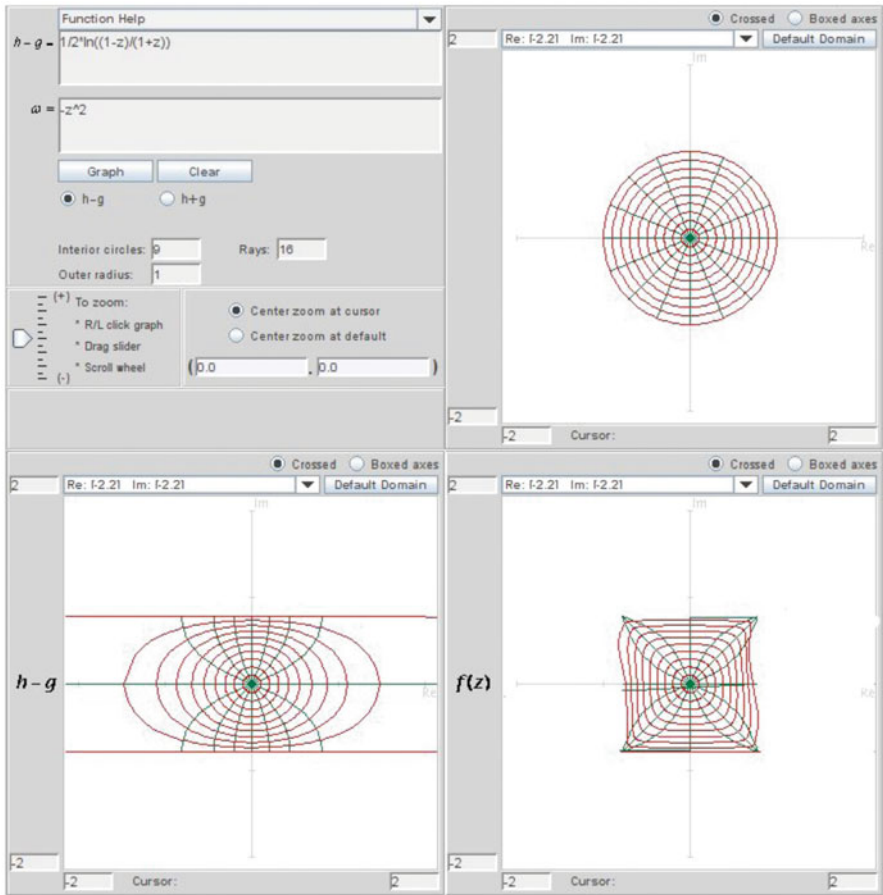 Function Help
h − g = 1/2*ln((1-z)/(1+z))
ω = -z^2
Graph Clear
h-g h+g
Interior circles: 9 Rays: 16
Outer radius: 1
(+) To zoom:
* R/L click graph
* Drag slider
* Scroll wheel
(-)
Center zoom at cursor
Center zoom at default
( 0.0 , 0.0 )
Crossed Boxed axes
2 Re: [-2.2] Im: [-2.2] Default Domain
Im
Re
-2
-2 Cursor: 2
Crossed Boxed axes
2 Re: [-2.2] Im: [-2.2] Default Domain
Im
h − g
Re
-2
-2 Cursor: 2
Crossed Boxed axes
2 Re: [-2.2] Im: [-2.2] Default Domain
Im
f(z)
Re
-2
-2 Cursor: 2